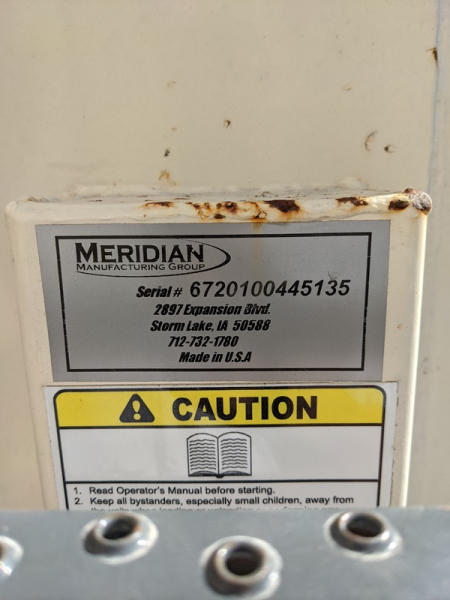 MERIDIAN
MANUFACTURING GROUP
Serial # 6720100445135
2897 Expansion Blvd.
Storm Lake, IA 50588
712-732-1780
Made in U.S.A
CAUTION
1. Read Operator's Manual before starting.
2. Keep all bystanders, especially small children, away from